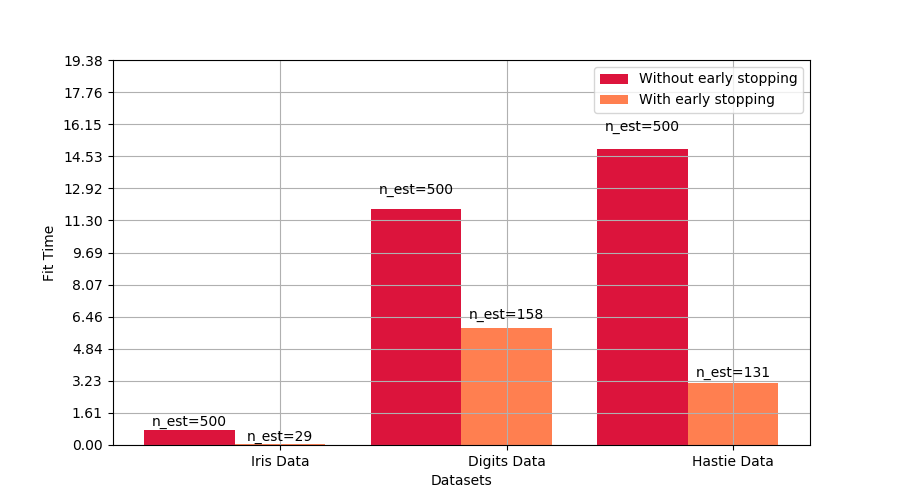 19.38
17.76
16.15
14.53
12.92
11.30
9.69
8.07
6.46
4.84
3.23
1.61
0.00
Fit Time
Without early stopping
With early stopping
n_est=500
n_est=500
n_est=158
n_est=131
n_est=500
n_est=29
Iris Data
Digits Data
Hastie Data
Datasets